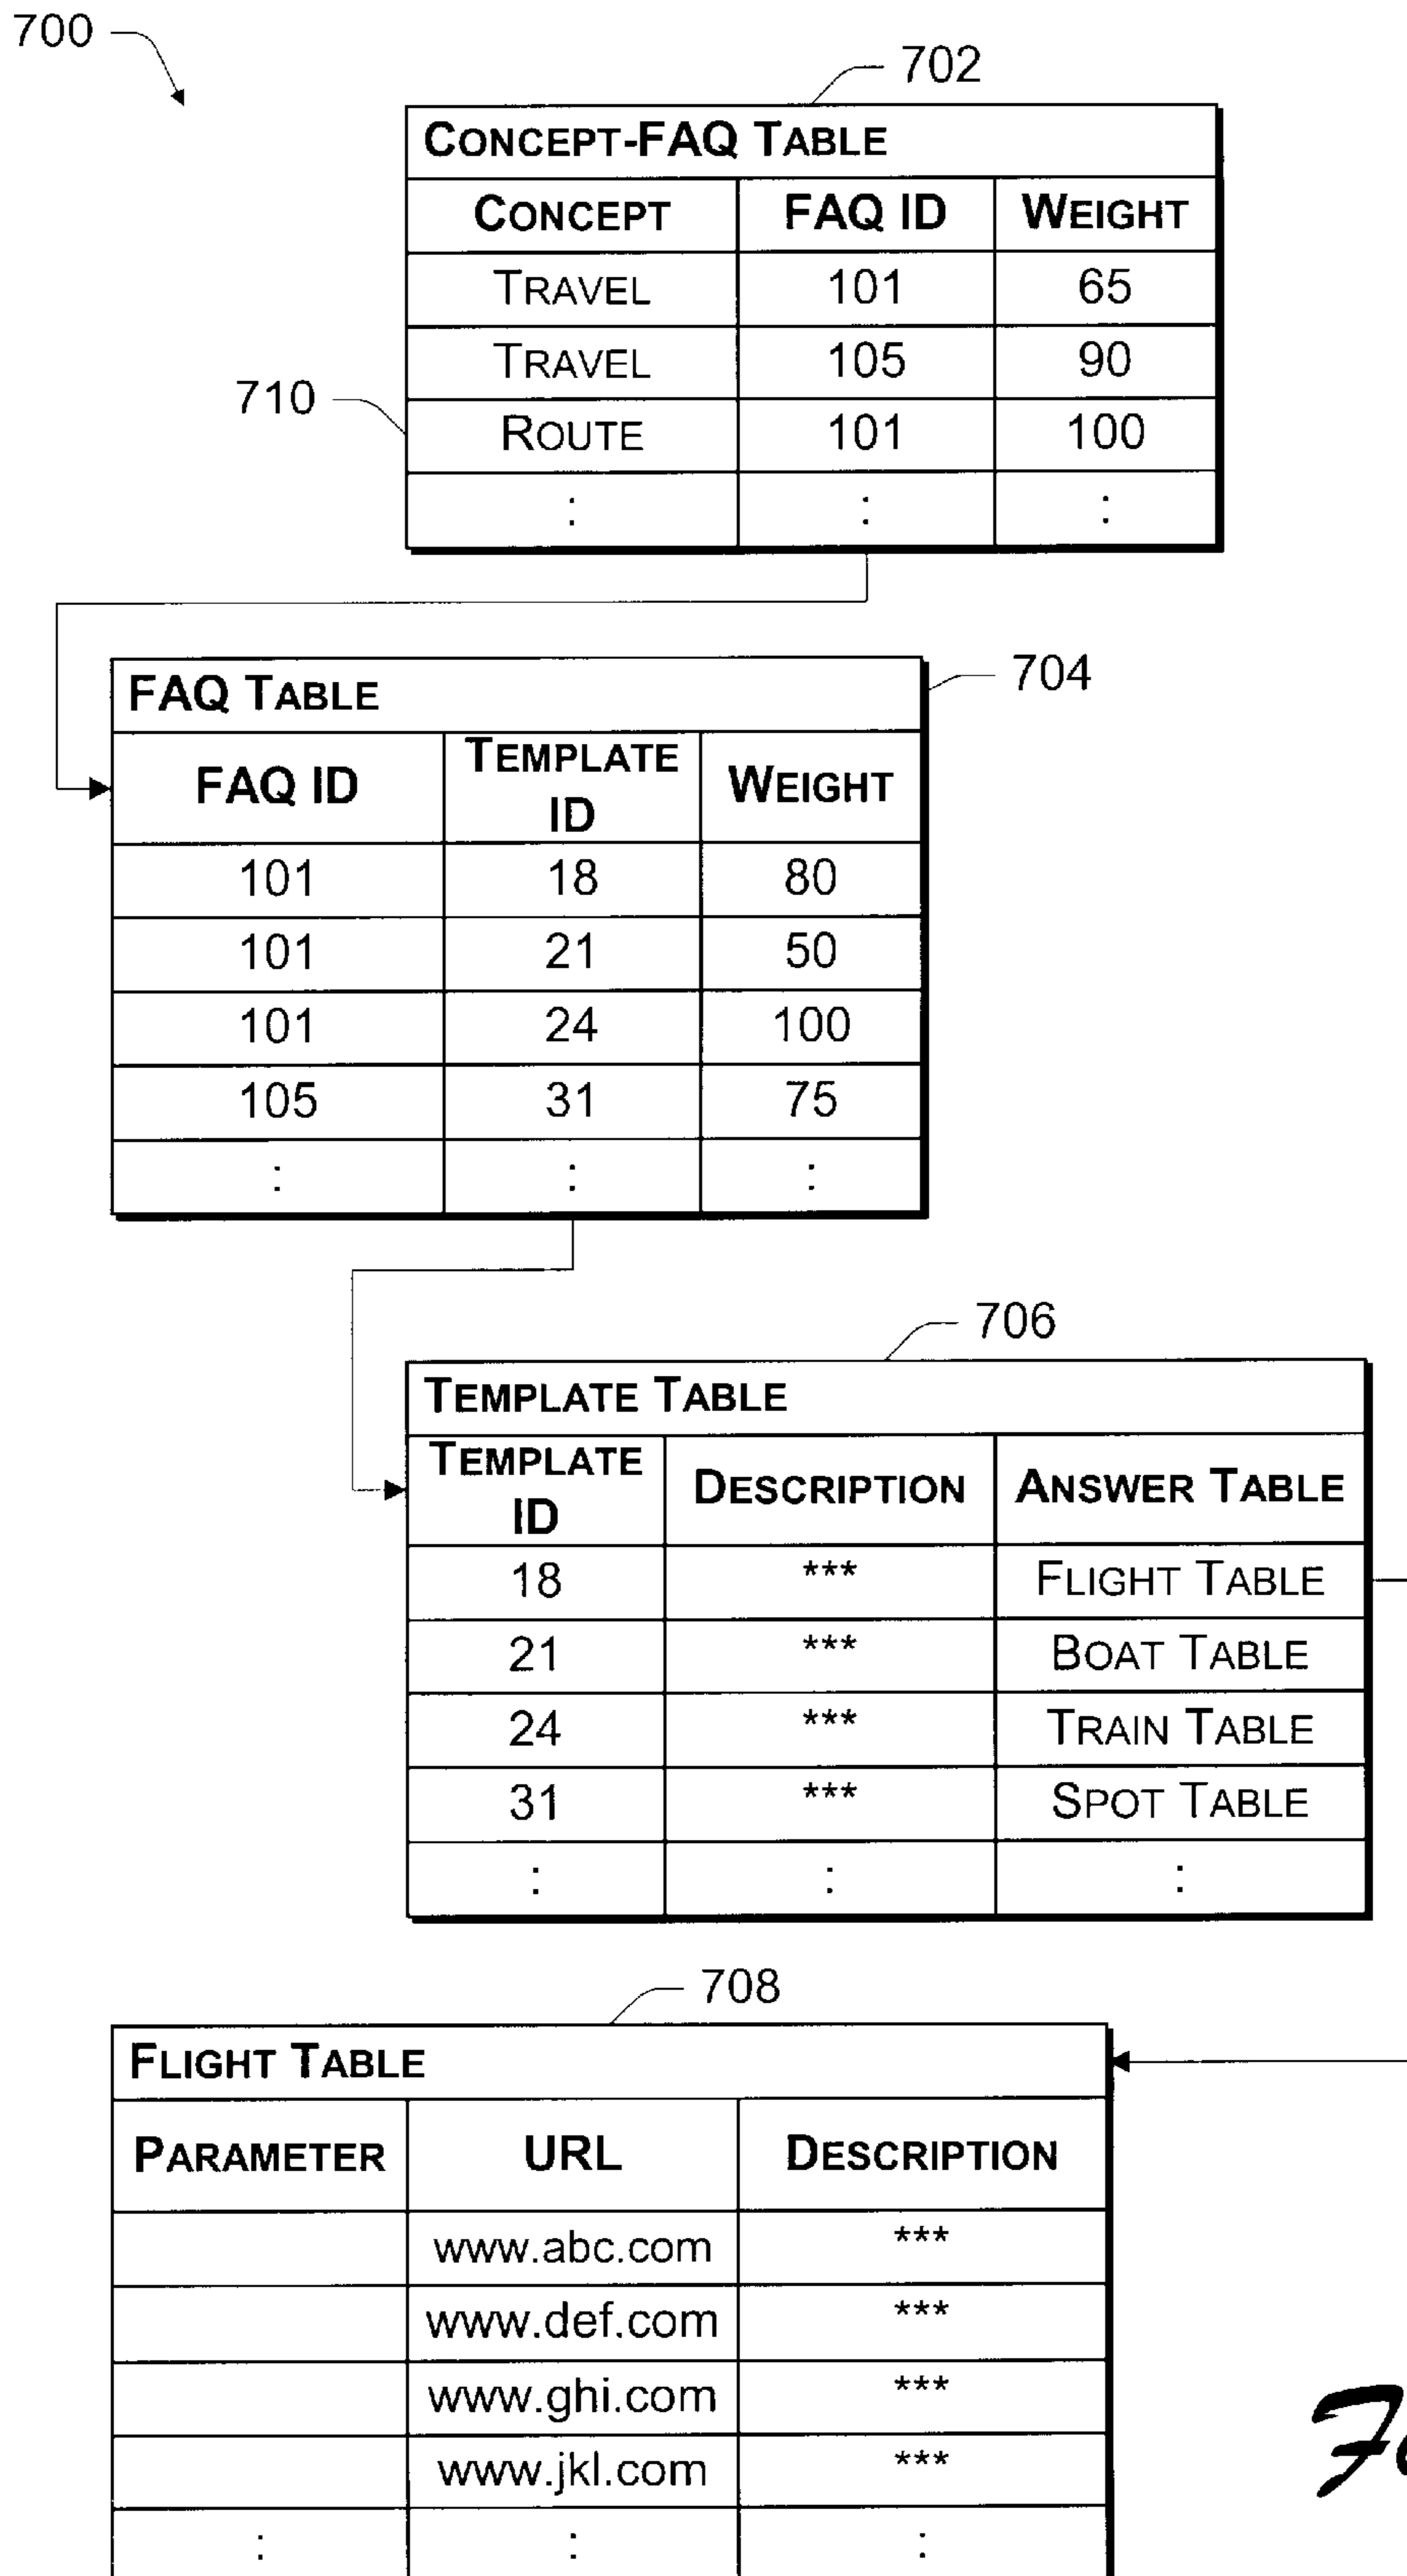 700
702
CONCEPT-FAQ TABLE
CONCEPT FAQ ID WEIGHT
TRAVEL 101 65
TRAVEL 105 90
710
ROUTE 101 100
: : :
704
FAQ TABLE
FAQ ID TEMPLATE ID WEIGHT
101 18 80
101 21 50
101 24 100
105 31 75
: : :
706
TEMPLATE TABLE
TEMPLATE ID DESCRIPTION ANSWER TABLE
18 *** FLIGHT TABLE
21 *** BOAT TABLE
24 *** TRAIN TABLE
31 *** SPOT TABLE
: : :
708
FLIGHT TABLE
PARAMETER URL DESCRIPTION
www.abc.com ***
www.def.com ***
www.ghi.com ***
www.jkl.com ***
: : :